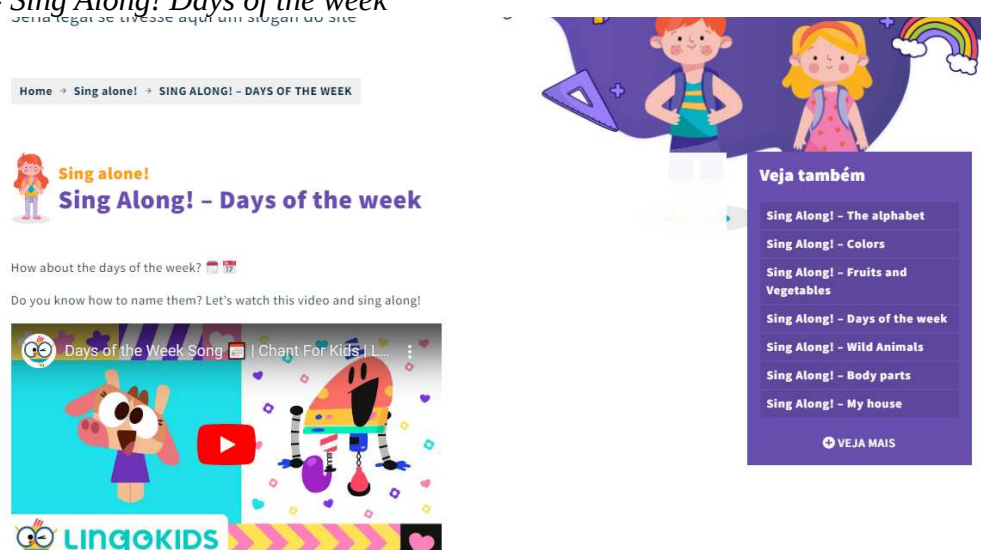 Sing Along! Days of the week
Seria legal se tivesse aqui um slogan do site
Home → Sing alone! → SING ALONG! – DAYS OF THE WEEK
Sing alone!
Sing Along! – Days of the week
How about the days of the week?
Do you know how to name them? Let's watch this video and sing along!
Days of the Week Song | Chant For Kids | L...
LINGOKIDS
Veja também
Sing Along! – The alphabet
Sing Along! – Colors
Sing Along! – Fruits and
Vegetables
Sing Along! – Days of the week
Sing Along! – Wild Animals
Sing Along! – Body parts
Sing Along! – My house
VEJA MAIS